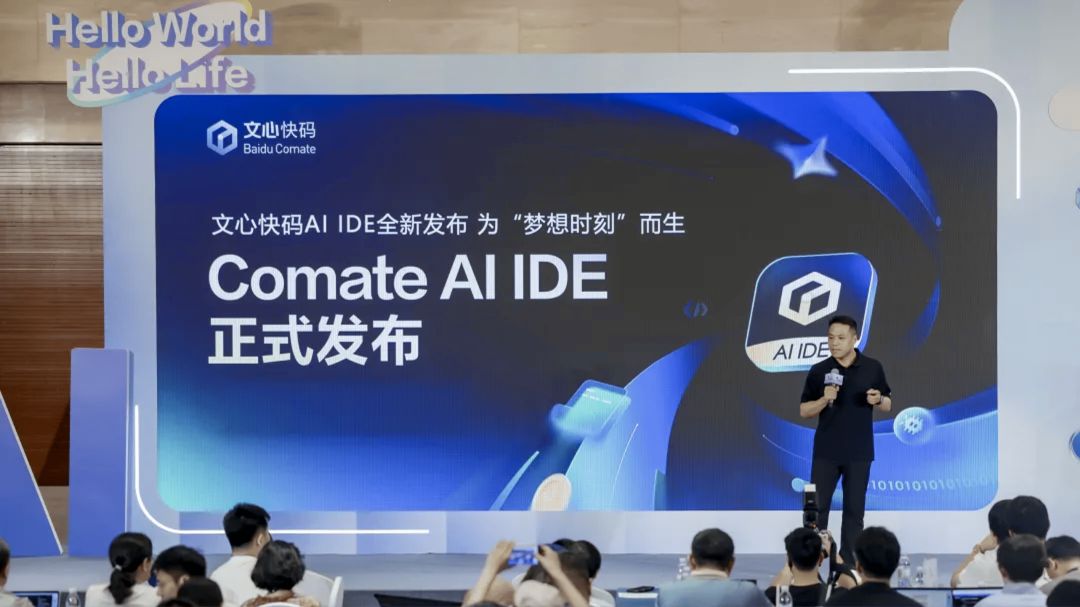 Hello World
Hello Life
文心快码
Baidu Comate
文心快码AI IDE全新发布 为“梦想时刻”而生
Comate AI IDE
正式发布
AI IDE